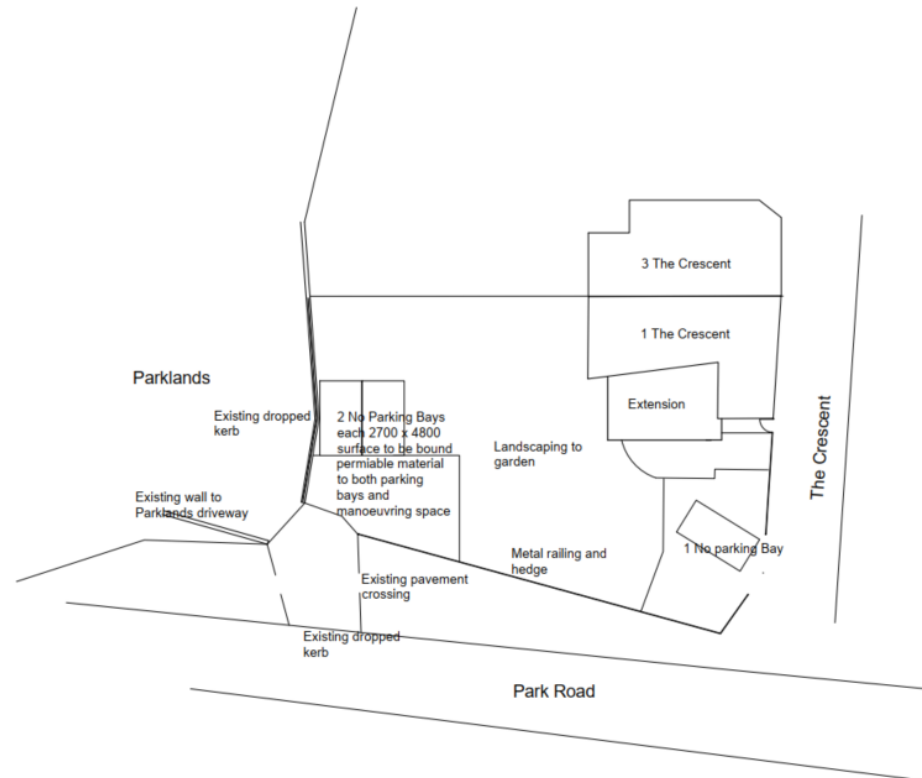 3 The Crescent
1 The Crescent
Parklands
Extension
Existing dropped
kerb
2 No Parking Bays
each 2700 x 4800
surface to be bound
permiable material
to both parking
bays and
manoeuvring space
Landscaping to
garden
The Crescent
Existing wall to
Parklands driveway
1 No parking Bay
Metal railing and
hedge
Existing pavement
crossing
Existing dropped
kerb
Park Road